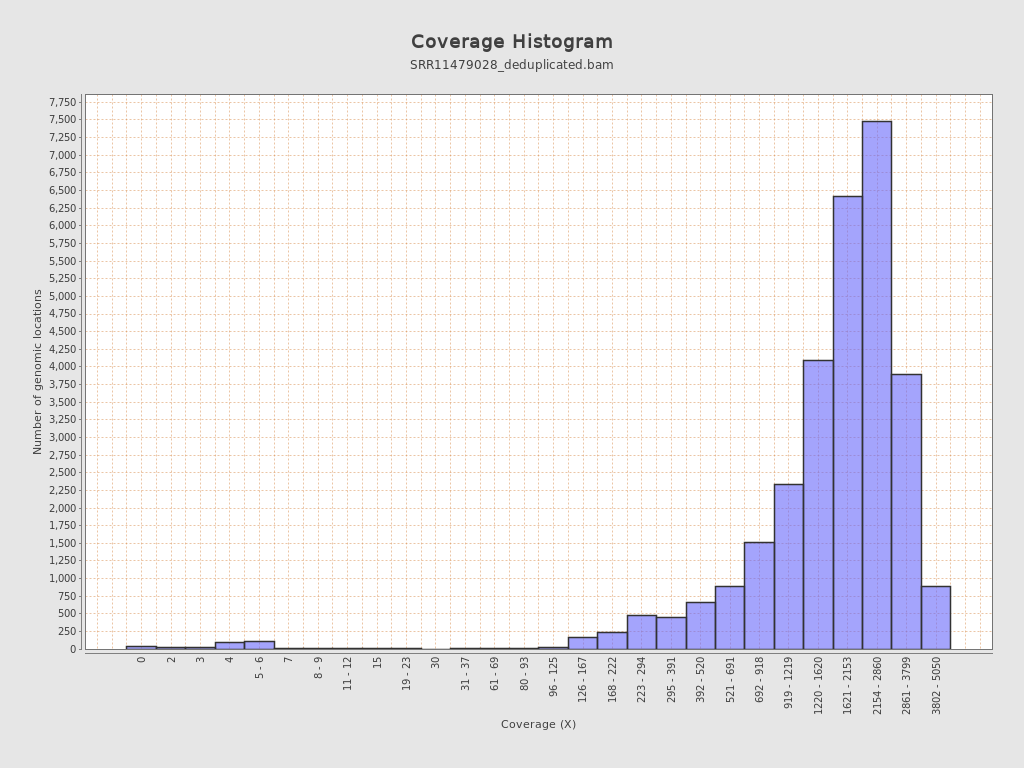 Coverage Histogram
SRR11479028_deduplicated.bam
Number of genomic locations
7,750
7,500
7,250
7,000
6,750
6,500
6,250
6,000
5,750
5,500
5,250
5,000
4,750
4,500
4,250
4,000
3,750
3,500
3,250
3,000
2,750
2,500
2,250
2,000
1,750
1,500
1,250
1,000
750
500
250
0
0
2
3
4
5 - 6
7
8 - 9
11 - 12
15
19 - 23
30
31 - 37
61 - 69
80 - 93
96 - 125
126 - 167
168 - 222
223 - 294
295 - 391
392 - 520
521 - 691
692 - 918
919 - 1219
1220 - 1620
1621 - 2153
2154 - 2860
2861 - 3799
3802 - 5050
Coverage (X)